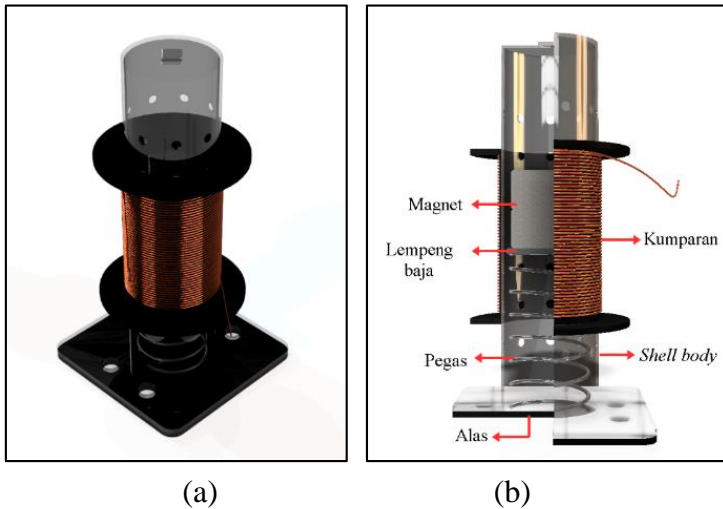 Magnet
Lempeng
baja
Kumparan
Pegas
Shell body
Alas
(a)
(b)